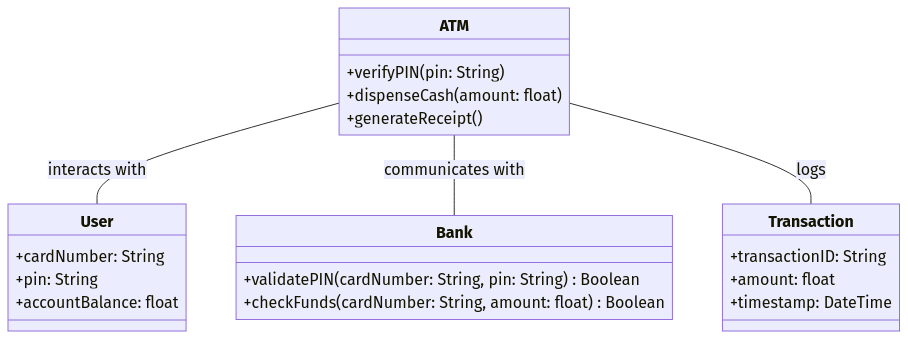 ATM
+verifyPIN(pin: String)
+dispenseCash(amount: float)
+generateReceipt()
interacts with
communicates with
logs
User
+cardNumber: String
+pin: String
+accountBalance: float
Bank
+validatePIN(cardNumber: String, pin: String) : Boolean
+checkFunds(cardNumber: String, amount: float) : Boolean
Transaction
+transactionID: String
+amount: float
+timestamp: DateTime